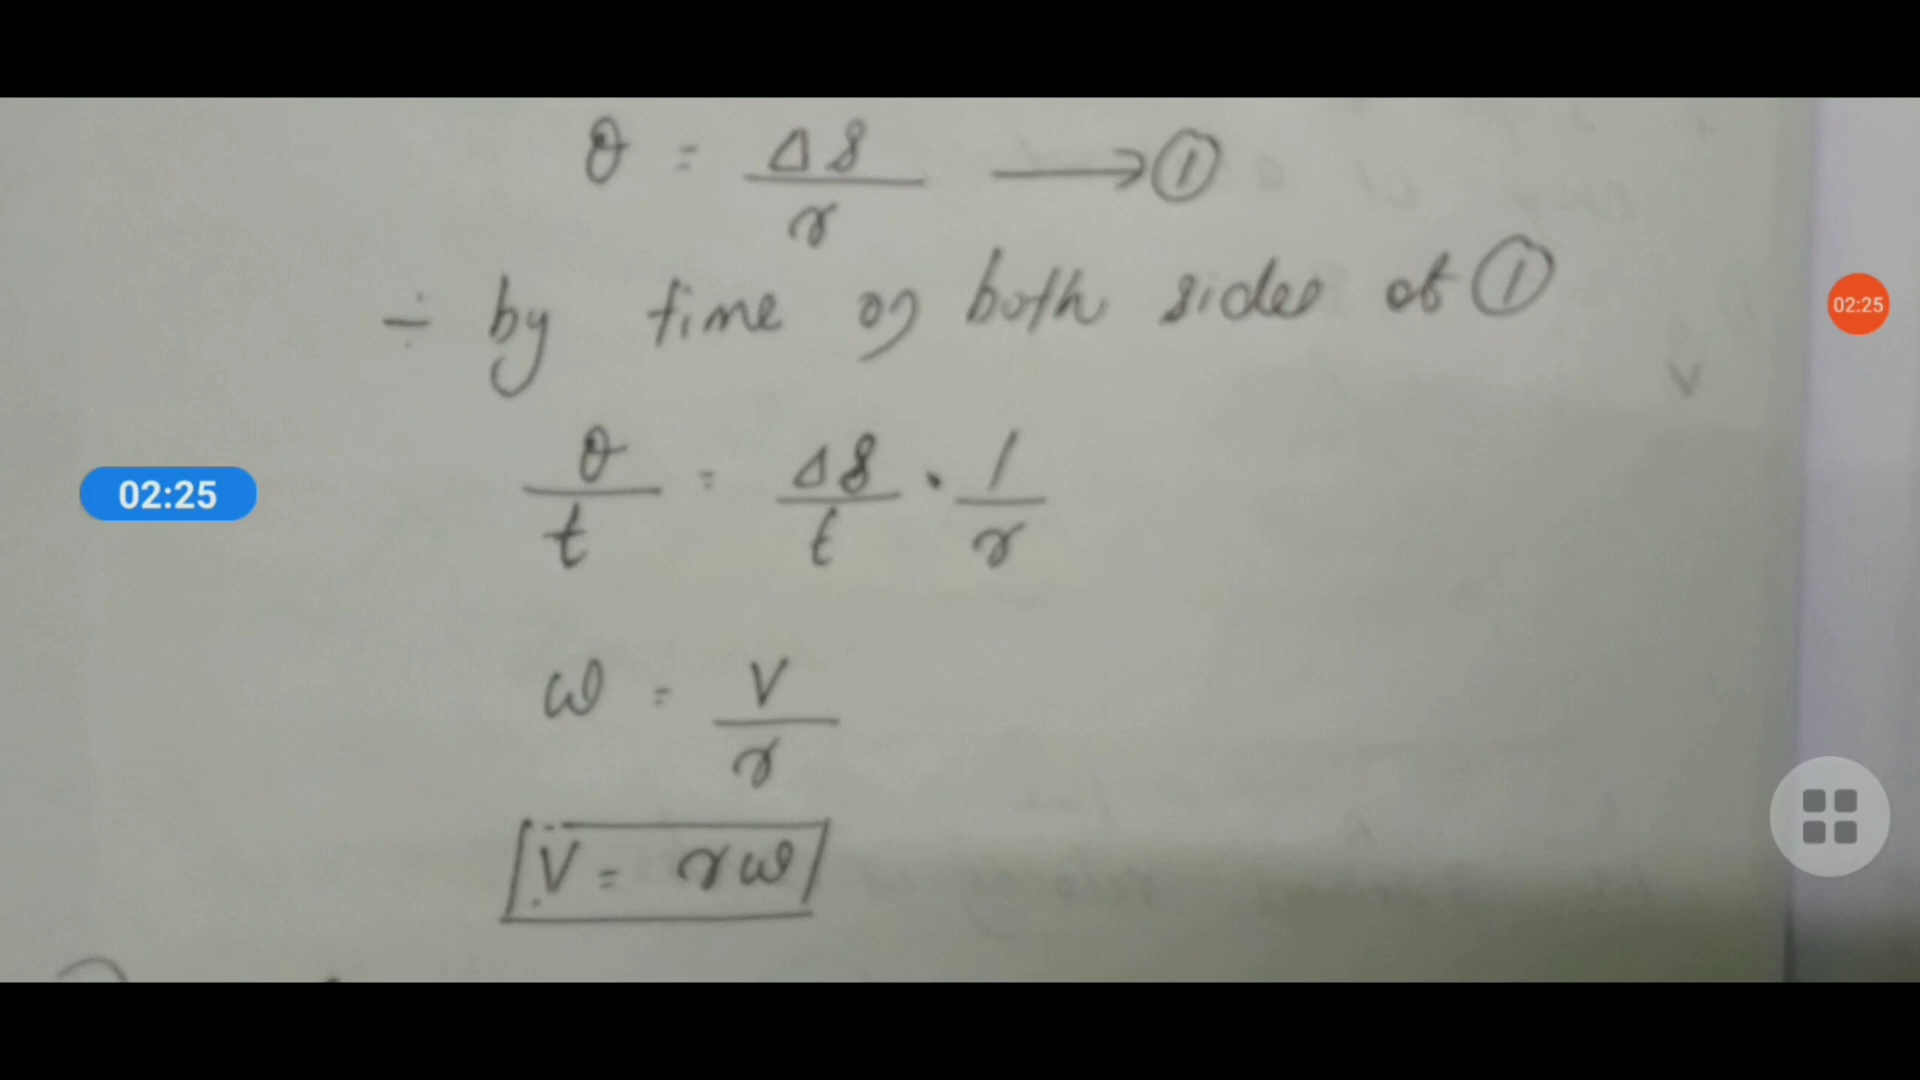 θ = ΔS/r ⟶ ①
÷ by time on both sides of ①
02:25
θ/t = ΔS/t · 1/r
02:25
ω = V/r
V = rω